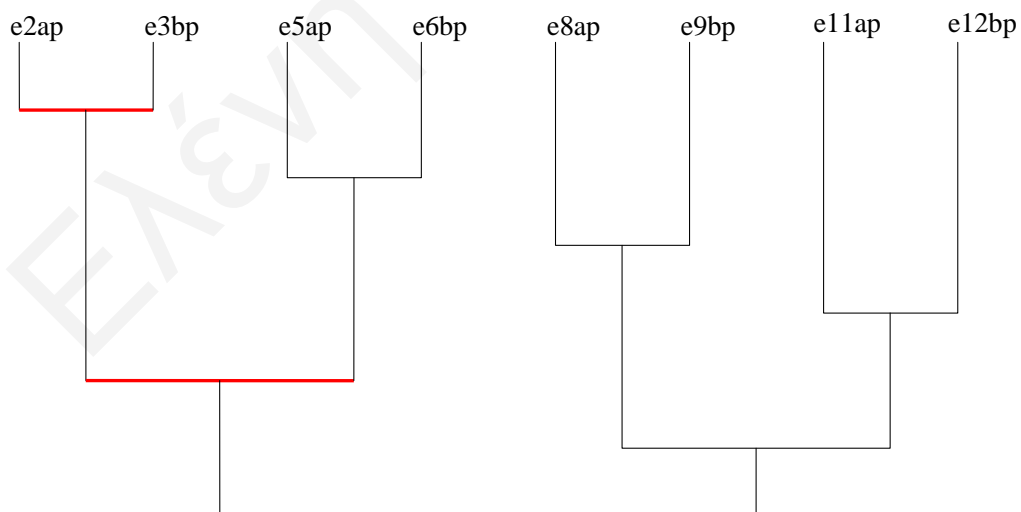 e2ap e3bp e5ap e6bp e8ap e9bp e11ap e12bp
Ελένη